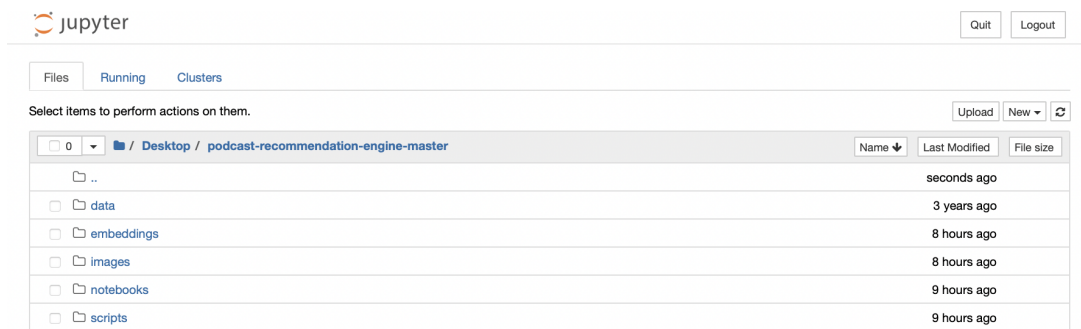 jupyter Quit Logout
Files Running Clusters
Select items to perform actions on them. Upload New
0 / Desktop / podcast-recommendation-engine-master Name Last Modified File size
.. seconds ago
data 3 years ago
embeddings 8 hours ago
images 8 hours ago
notebooks 9 hours ago
scripts 9 hours ago